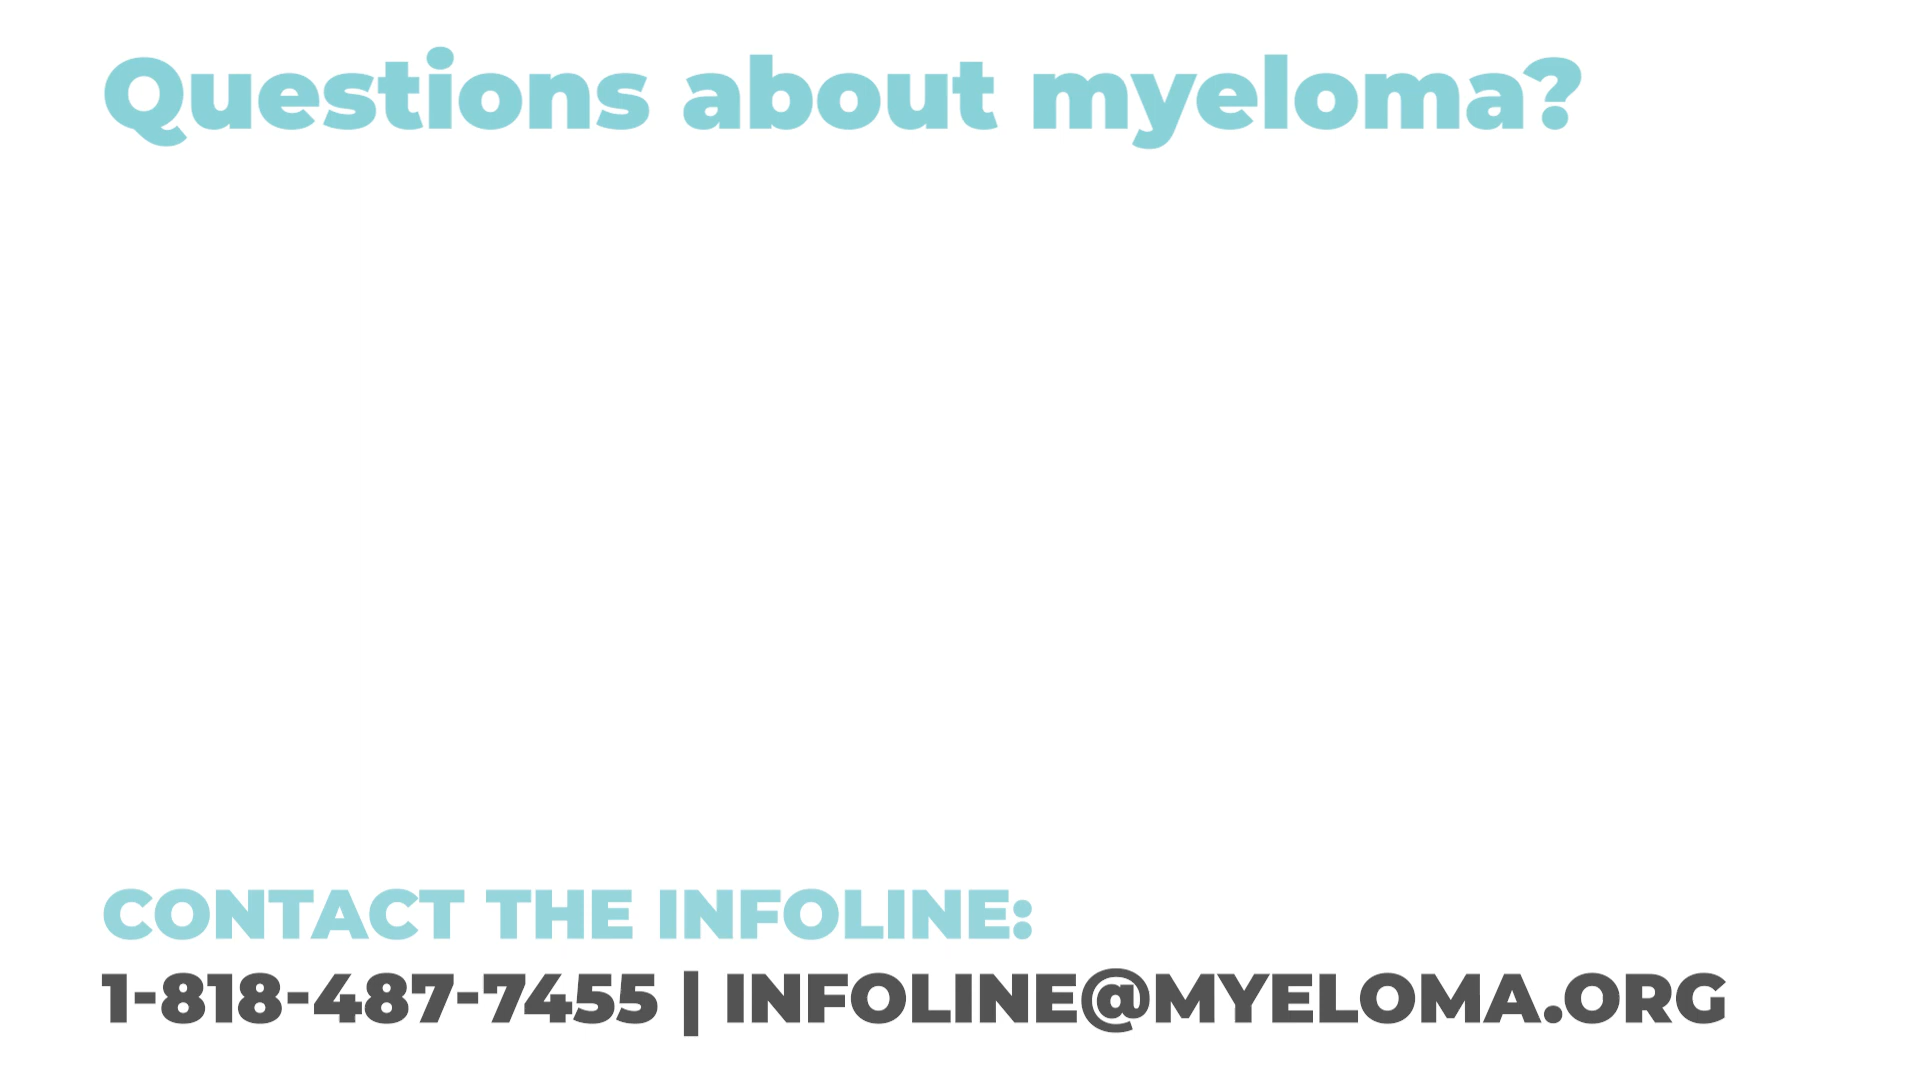 Questions about myeloma?
CONTACT THE INFOLINE:
1-818-487-7455 | INFOLINE@MYELOMA.ORG